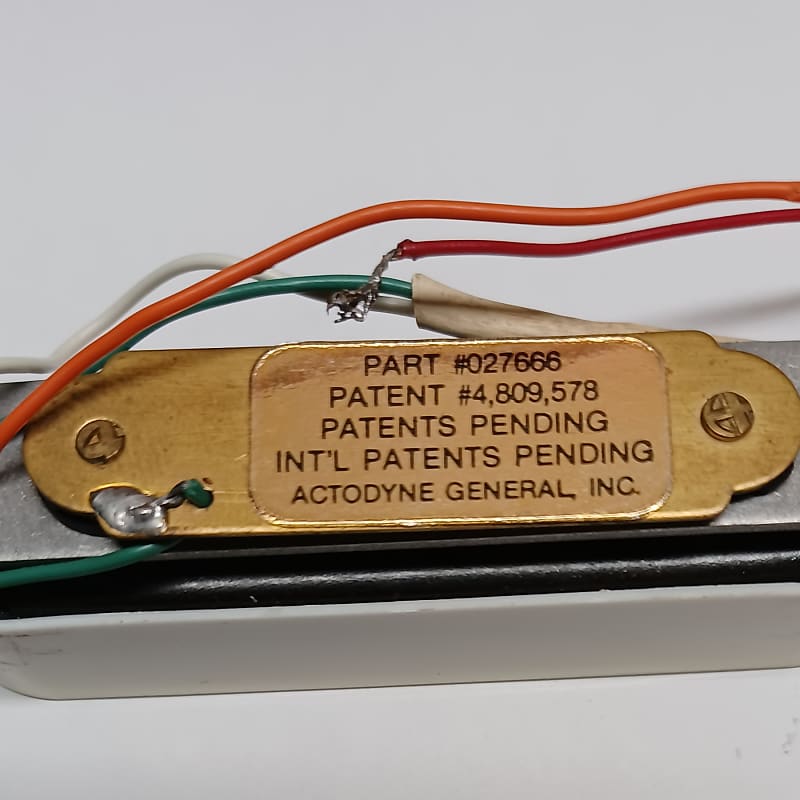 PART #027666
PATENT #4,809,578
PATENTS PENDING
INT'L PATENTS PENDING
ACTODYNE GENERAL, INC.